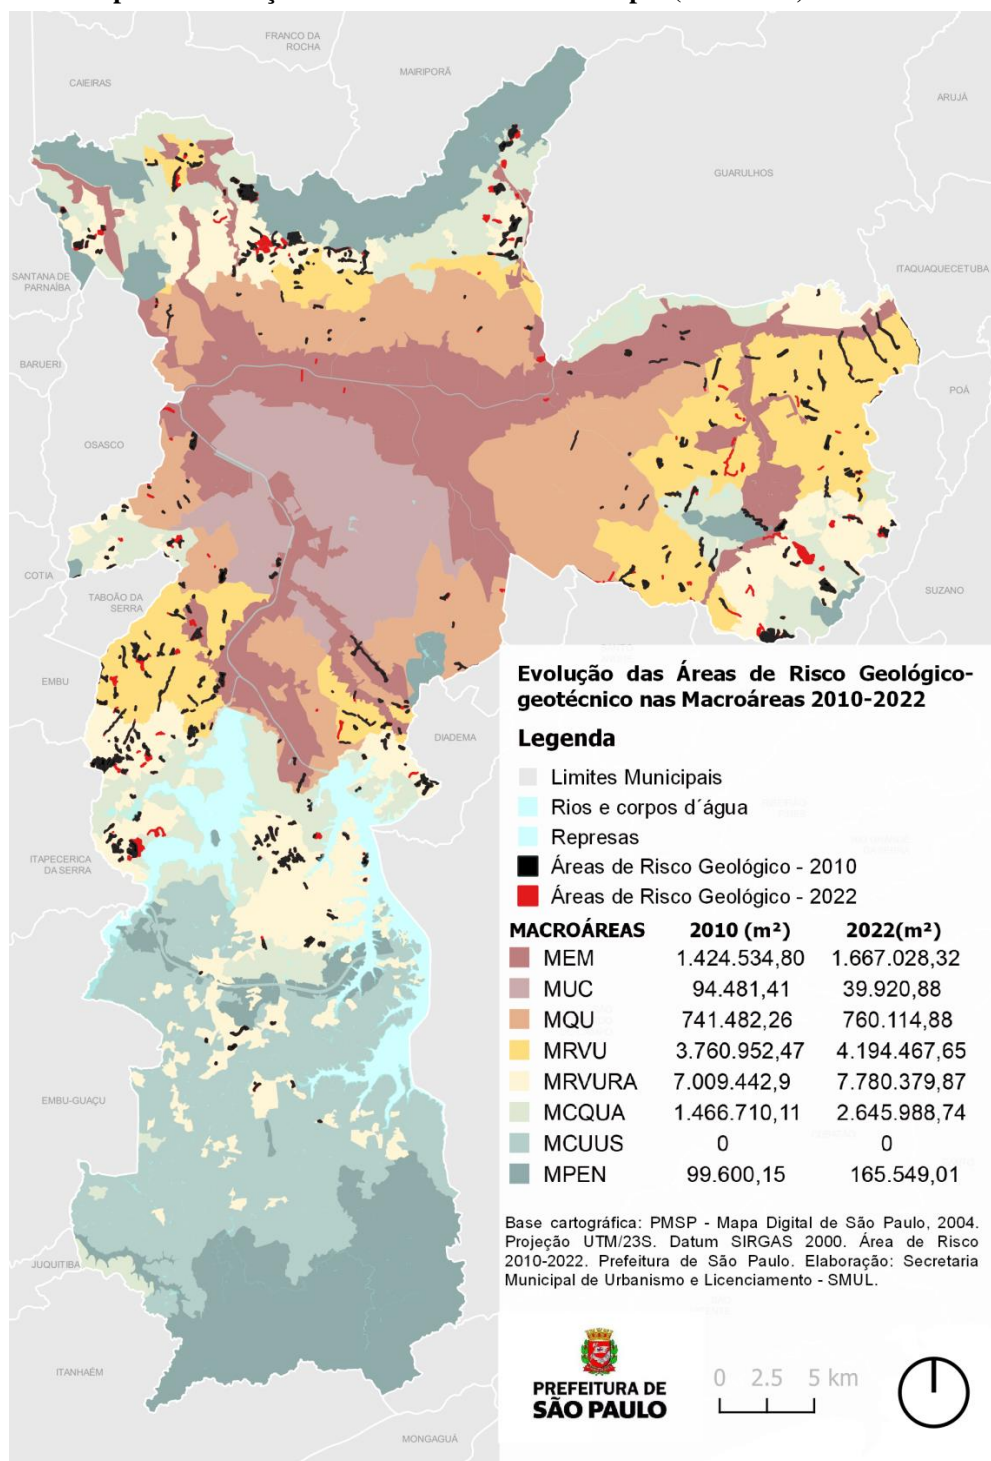 FRANCO DA
ROCHA
MAIRIPORÃ
CAIEIRAS
ARUJÁ
GUARULHOS
ITAQUAQUECETUBA
SANTANA DE
PARNAÍBA
BARUERI
POÁ
OSASCO
COTIA
TABOÃO DA
SERRA
SUZANO
EMBU
DIADEMA
ITAPECERICA
DA SERRA
EMBU-GUAÇU
JUQUITIBA
ITANHAÉM
MONGAGUÁ
Evolução das Áreas de Risco Geológico-
geotécnico nas Macroáreas 2010-2022
Legenda
Limites Municipais
Rios e corpos d´água
Represas
Áreas de Risco Geológico - 2010
Áreas de Risco Geológico - 2022
MACROÁREAS 2010 (m²) 2022(m²)
MEM 1.424.534,80 1.667.028,32
MUC 94.481,41 39.920,88
MQU 741.482,26 760.114,88
MRVU 3.760.952,47 4.194.467,65
MRVURA 7.009.442,9 7.780.379,87
MCQUA 1.466.710,11 2.645.988,74
MCUUS 0 0
MPEN 99.600,15 165.549,01
Base cartográfica: PMSP - Mapa Digital de São Paulo, 2004.
Projeção UTM/23S. Datum SIRGAS 2000. Área de Risco
2010-2022. Prefeitura de São Paulo. Elaboração: Secretaria
Municipal de Urbanismo e Licenciamento - SMUL.
PREFEITURA DE
SÃO PAULO
0 2.5 5 km